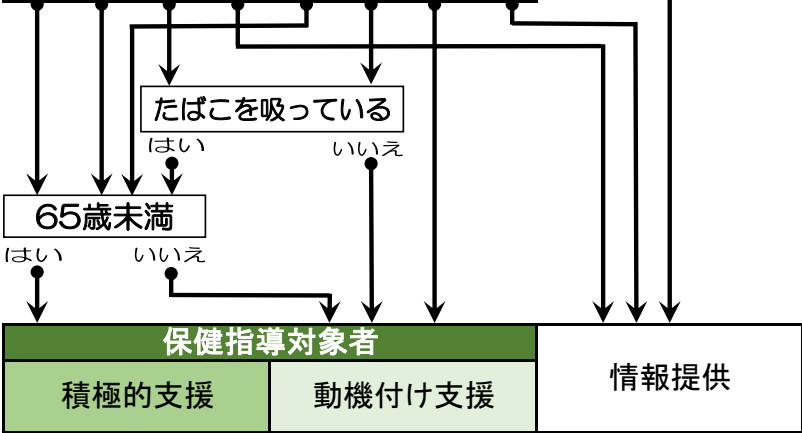 たばこを吸っている
はい
いいえ
65歳未満
はい
いいえ
保健指導対象者
積極的支援
動機付け支援
情報提供